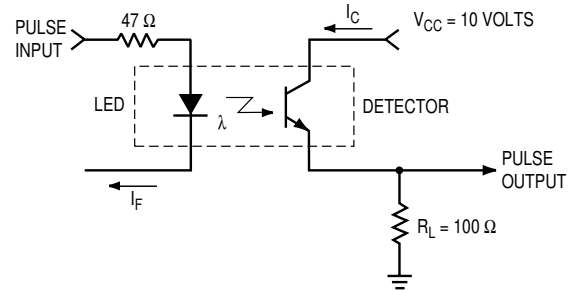 PULSE
INPUT
47 Ω
I_C
V_CC = 10 VOLTS
LED
λ
DETECTOR
I_F
PULSE
OUTPUT
R_L = 100 Ω